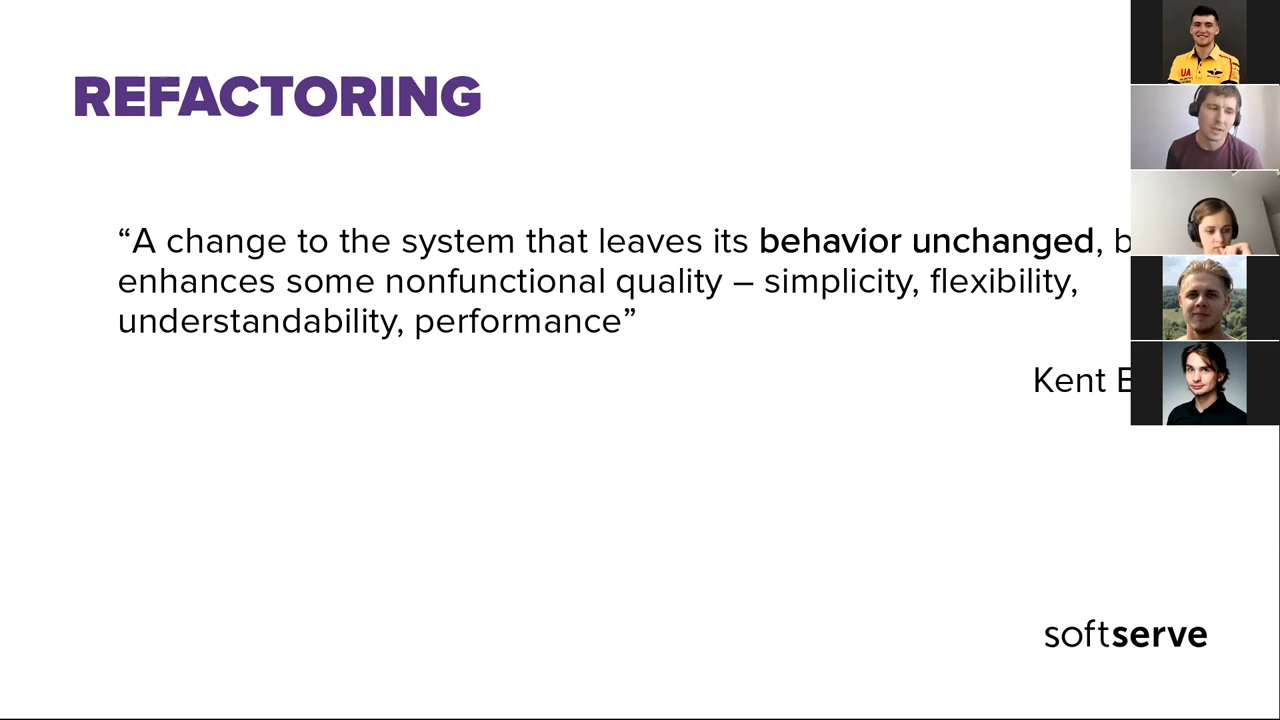 REFACTORING
“A change to the system that leaves its behavior unchanged, b
enhances some nonfunctional quality – simplicity, flexibility,
understandability, performance”
Kent
softserve
UA